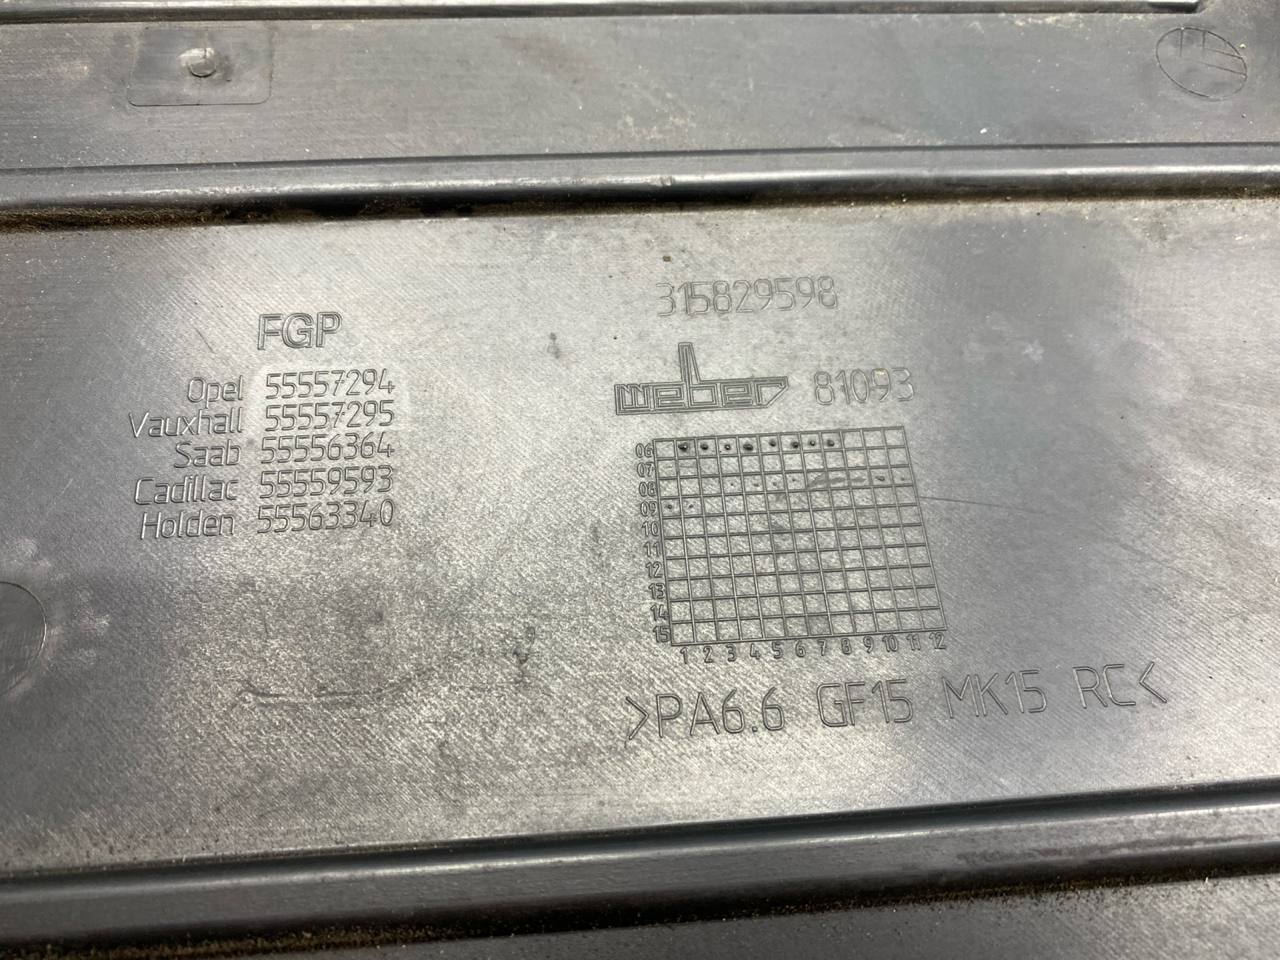 FGP
Opel 55557294
Vauxhall 55557295
Saab 55556364
Cadillac 55559593
Holden 55563340
315829598
weber 81093
06
07
08
09
10
11
12
13
14
15
1 2 3 4 5 6 7 8 9 10 11 12
>PA6.6 GF15 MK15 RC<